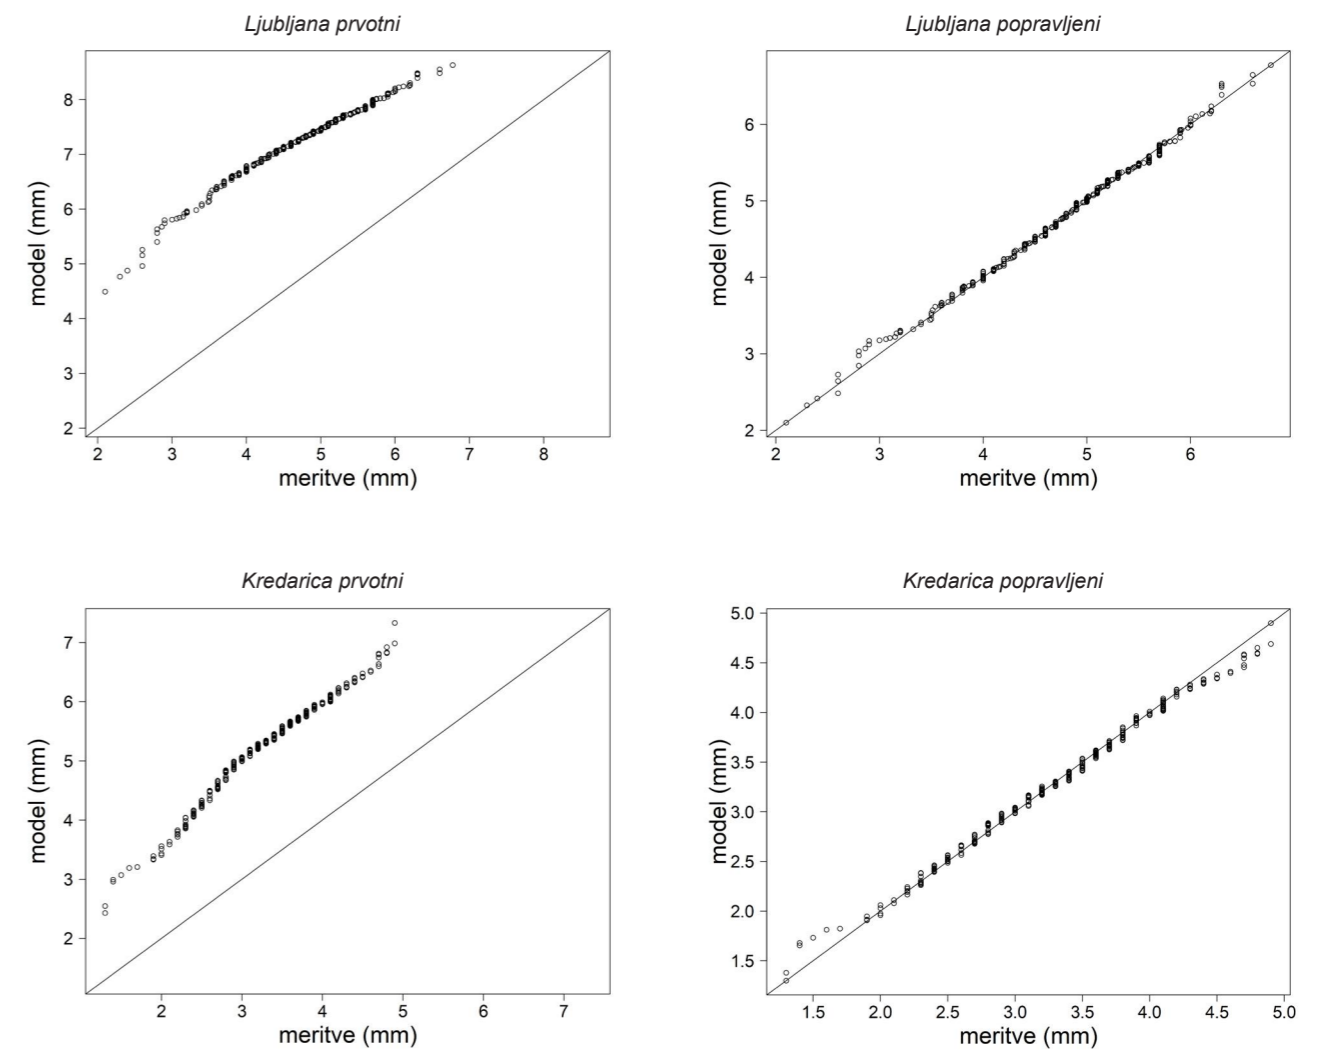 Ljubljana prvotni
8
7
6
5
4
3
2
model (mm)
2 3 4 5 6 7 8
meritve (mm)
Ljubljana popravljeni
6
5
4
3
2
model (mm)
2 3 4 5 6
meritve (mm)
Kredarica prvotni
7
6
5
4
3
2
model (mm)
2 3 4 5 6 7
meritve (mm)
Kredarica popravljeni
5.0
4.5
4.0
3.5
3.0
2.5
2.0
1.5
model (mm)
1.5 2.0 2.5 3.0 3.5 4.0 4.5 5.0
meritve (mm)